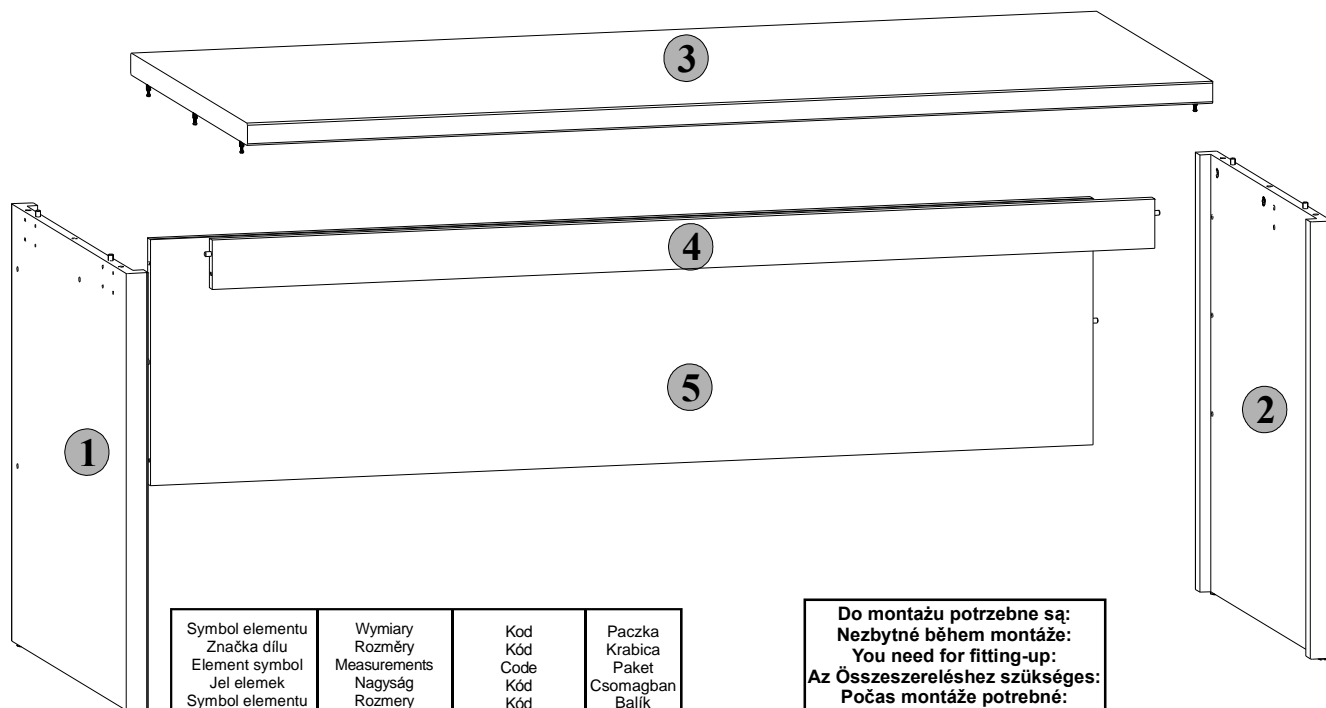 3
4
5
1
2
Symbol elementu
Značka dílu
Element symbol
Jel elemek
Symbol elementu
Wymiary
Rozměry
Measurements
Nagyság
Rozmery
Kod
Kód
Code
Kód
Kód
Paczka
Krabica
Paket
Csomagban
Balík
Do montażu potrzebne są:
Nezbytné během montáže:
You need for fitting-up:
Az Összeszereléshez szükséges:
Počas montáže potrebné: